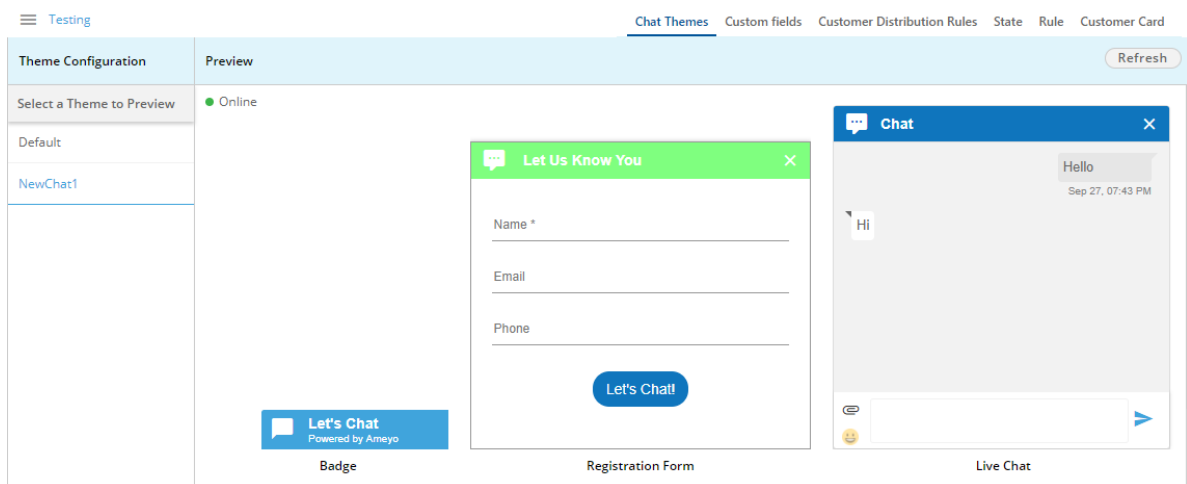 Testing
Chat Themes Custom fields Customer Distribution Rules State Rule Customer Card
Theme Configuration
Preview
Refresh
Select a Theme to Preview
Default
NewChat1
Online
Let's Chat
Powered by Ameyo
Badge
Let Us Know You
Name *
Email
Phone
Let's Chat!
Registration Form
Chat
Hello
Sep 27, 07:43 PM
Hi
Live Chat